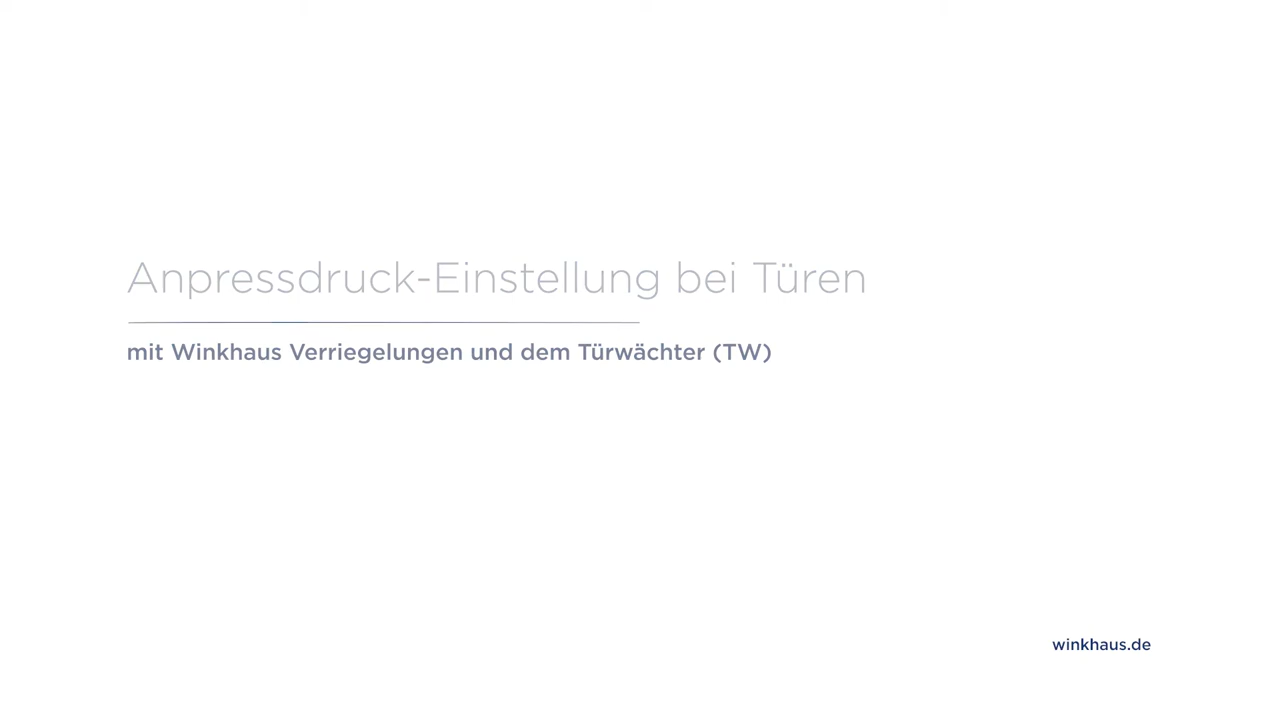 Anpressdruck-Einstellung bei Türen
mit Winkhaus Verriegelungen und dem Türwächter (TW)
winkhaus.de